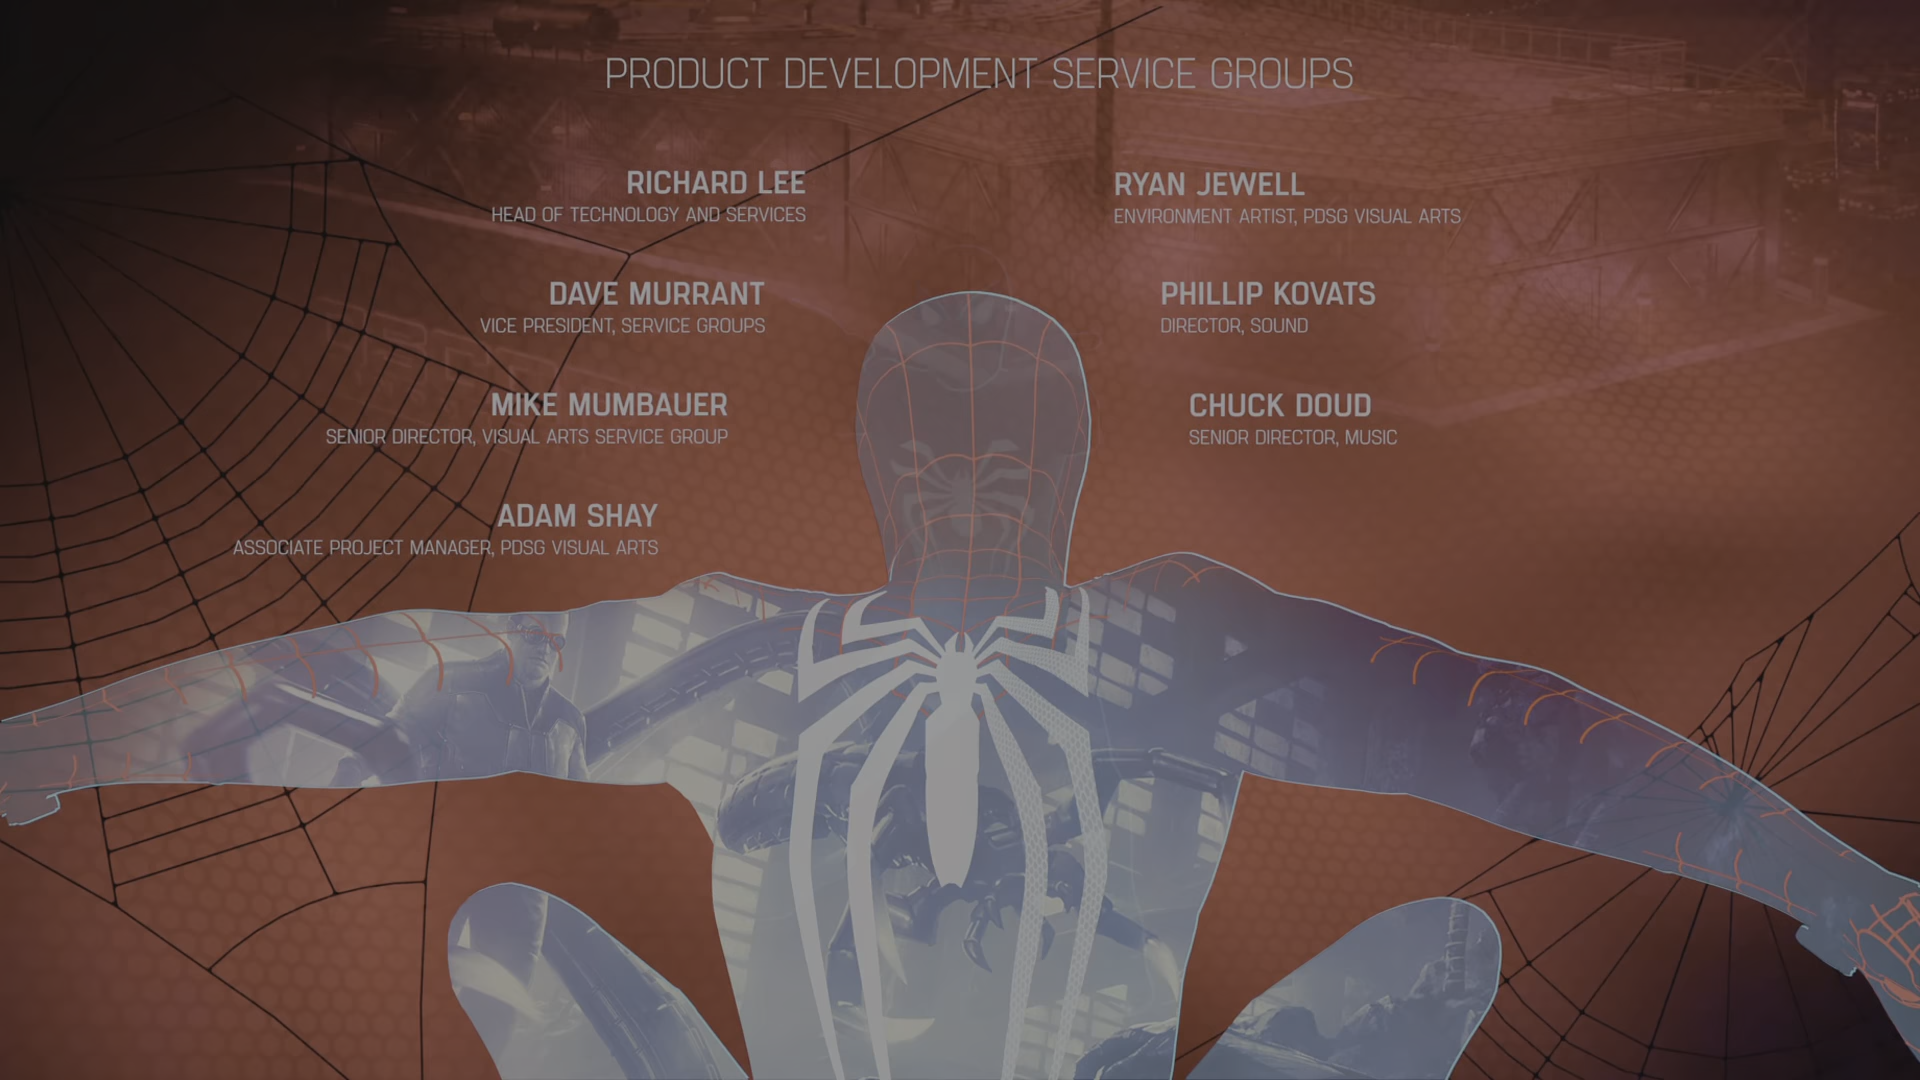 PRODUCT DEVELOPMENT SERVICE GROUPS
RICHARD LEE
HEAD OF TECHNOLOGY AND SERVICES
DAVE MURRANT
VICE PRESIDENT, SERVICE GROUPS
MIKE MUMBAUER
SENIOR DIRECTOR, VISUAL ARTS SERVICE GROUP
ADAM SHAY
ASSOCIATE PROJECT MANAGER, PDSG VISUAL ARTS
RYAN JEWELL
ENVIRONMENT ARTIST, PDSG VISUAL ARTS
PHILLIP KOVATS
DIRECTOR, SOUND
CHUCK DOUD
SENIOR DIRECTOR, MUSIC